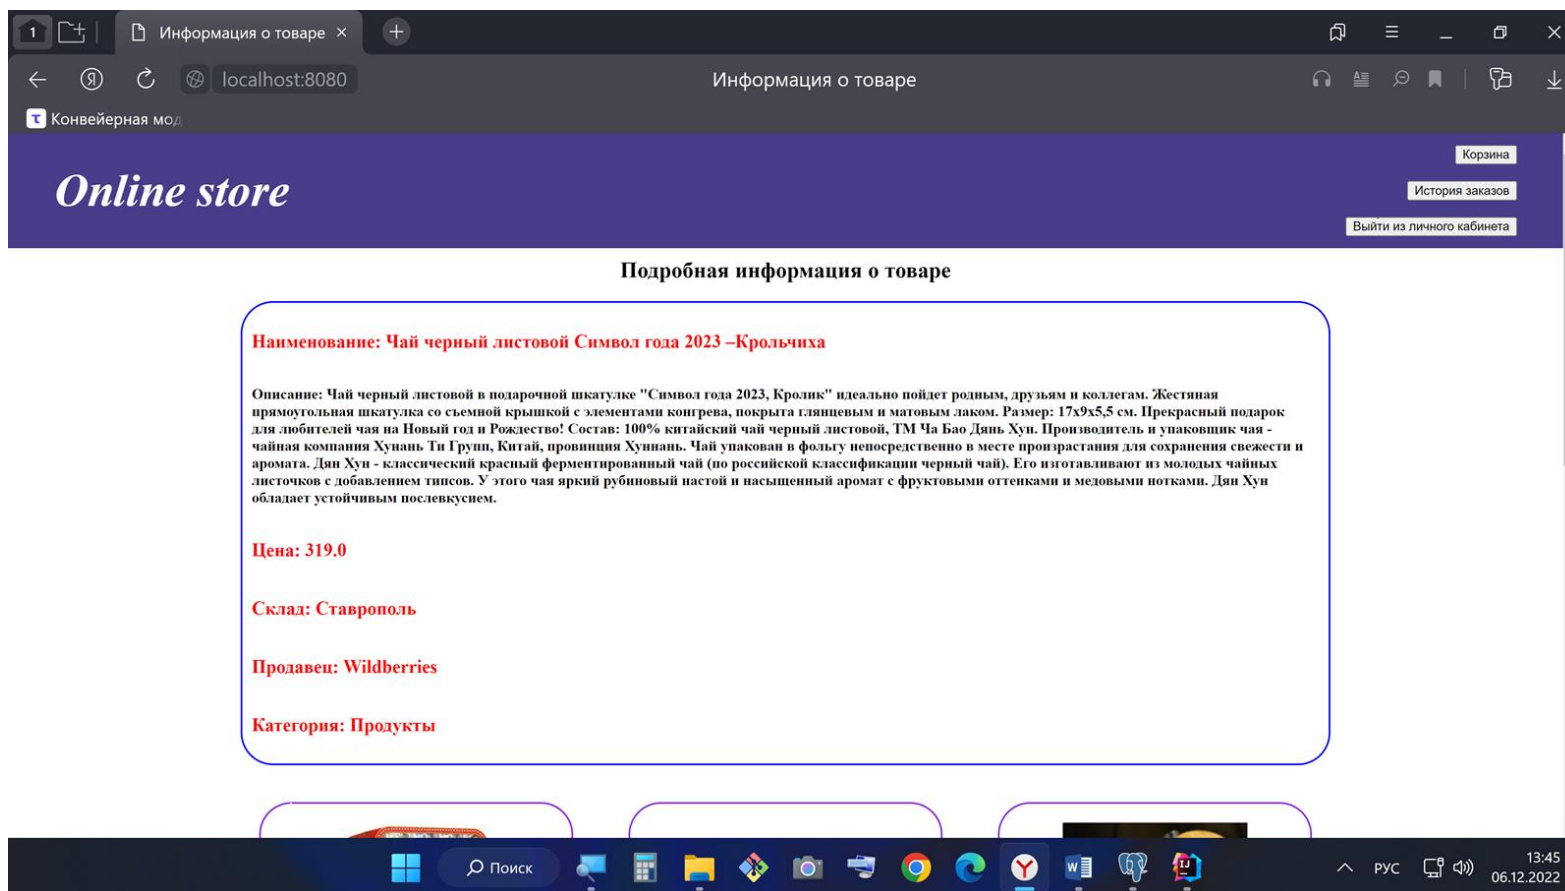 1
Информация о товаре
localhost:8080
Информация о товаре
Конвейерная мод
Корзина
Online store
История заказов
Выйти из личного кабинета
Подробная информация о товаре
Наименование: Чай черный листовой Символ года 2023 –Крольчиха
Описание: Чай черный листовой в подарочной шкатулке "Символ года 2023, Кролик" идеально пойдет родным, друзьям и коллегам. Жестяная
прямоугольная шкатулка со съемной крышкой с элементами конгрева, покрыта глянцевым и матовым лаком. Размер: 17х9х5,5 см. Прекрасный подарок
для любителей чая на Новый год и Рождество! Состав: 100% китайский чай черный листовой, ТМ Ча Бао Дянь Хун. Производитель и упаковщик чая -
чайная компания Хунань Ти Групп, Китай, провинция Хуннань. Чай упакован в фольгу непосредственно в месте произрастания для сохранения свежести и
аромата. Дян Хун - классический красный ферментированный чай (по российской классификации черный чай). Его изготавливают из молодых чайных
листочков с добавлением типсов. У этого чая яркий рубиновый настой и насыщенный аромат с фруктовыми оттенками и медовыми нотками. Дян Хун
обладает устойчивым послевкусием.
Цена: 319.0
Склад: Ставрополь
Продавец: Wildberries
Категория: Продукты
Поиск
РУС
13:45
06.12.2022